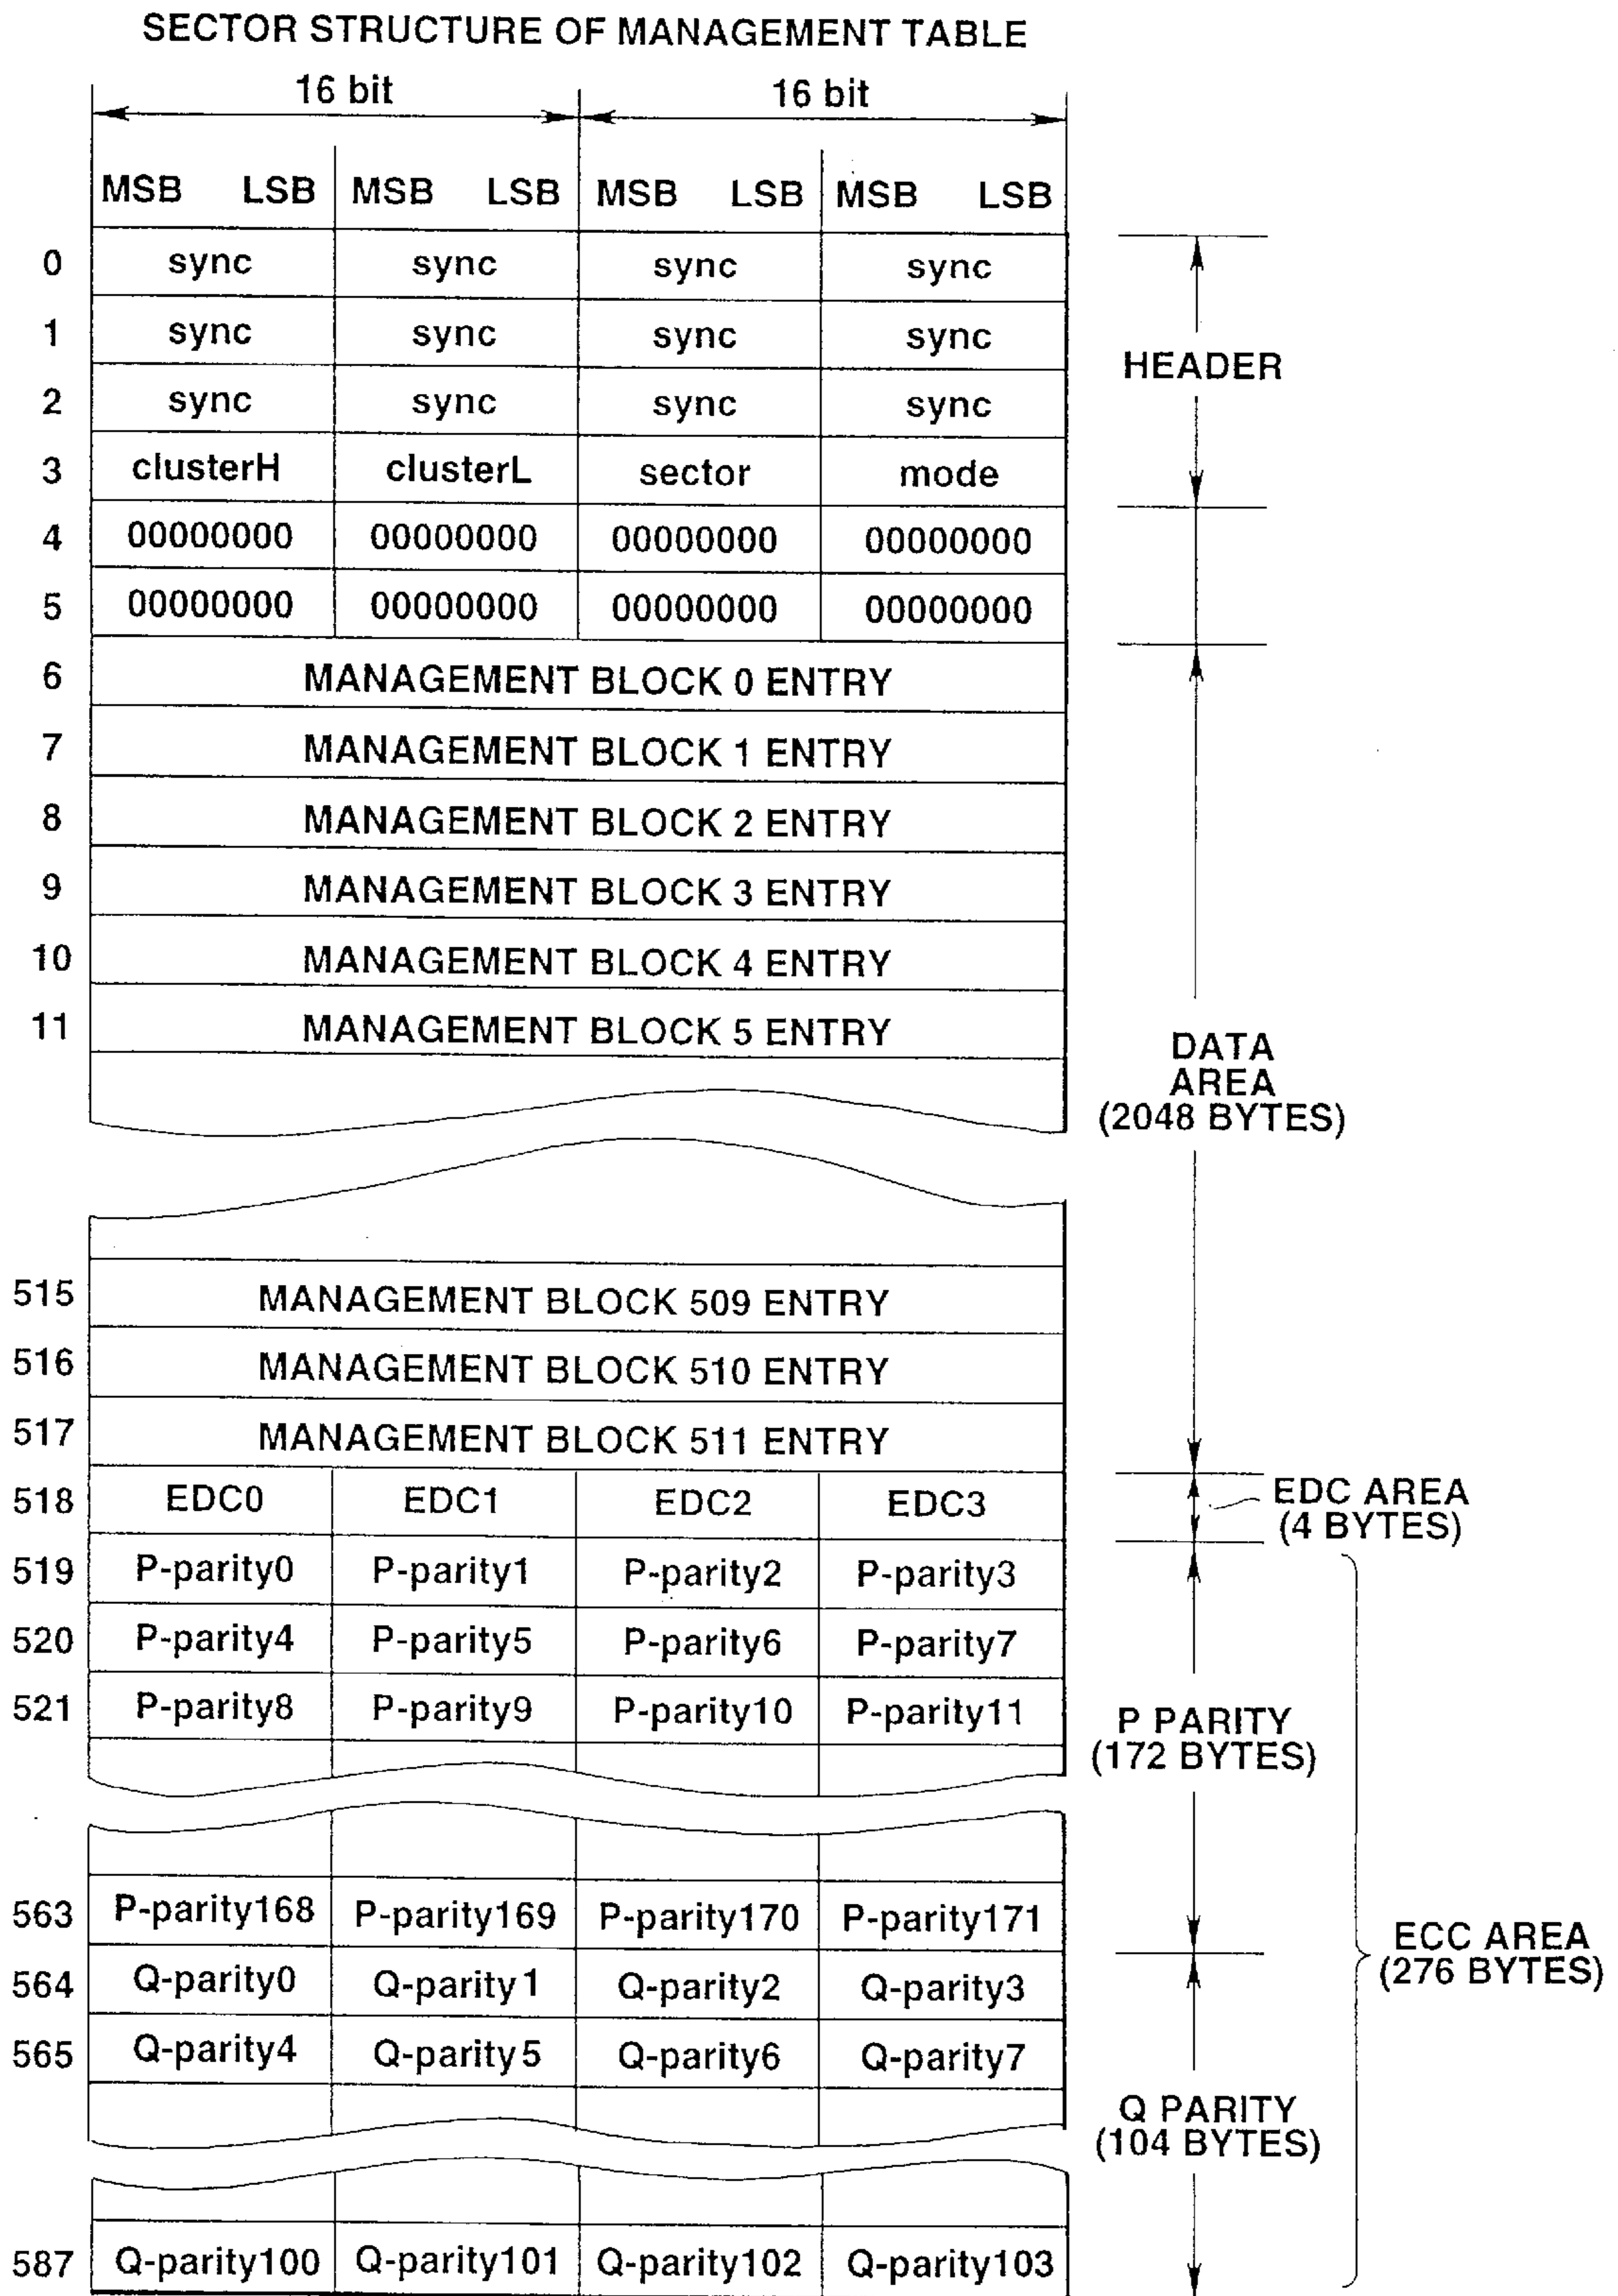 SECTOR STRUCTURE OF MANAGEMENT TABLE
16 bit 16 bit
MSB LSB MSB LSB MSB LSB MSB LSB
0 sync sync sync sync
1 sync sync sync sync
HEADER
2 sync sync sync sync
3 clusterH clusterL sector mode
4 00000000 00000000 00000000 00000000
5 00000000 00000000 00000000 00000000
6 MANAGEMENT BLOCK 0 ENTRY
7 MANAGEMENT BLOCK 1 ENTRY
8 MANAGEMENT BLOCK 2 ENTRY
9 MANAGEMENT BLOCK 3 ENTRY
10 MANAGEMENT BLOCK 4 ENTRY
11 MANAGEMENT BLOCK 5 ENTRY
DATA
AREA
(2048 BYTES)
515 MANAGEMENT BLOCK 509 ENTRY
516 MANAGEMENT BLOCK 510 ENTRY
517 MANAGEMENT BLOCK 511 ENTRY
518 EDC0 EDC1 EDC2 EDC3
EDC AREA
(4 BYTES)
519 P-parity0 P-parity1 P-parity2 P-parity3
520 P-parity4 P-parity5 P-parity6 P-parity7
521 P-parity8 P-parity9 P-parity10 P-parity11
P PARITY
(172 BYTES)
563 P-parity168 P-parity169 P-parity170 P-parity171
ECC AREA
(276 BYTES)
564 Q-parity0 Q-parity1 Q-parity2 Q-parity3
565 Q-parity4 Q-parity5 Q-parity6 Q-parity7
Q PARITY
(104 BYTES)
587 Q-parity100 Q-parity101 Q-parity102 Q-parity103